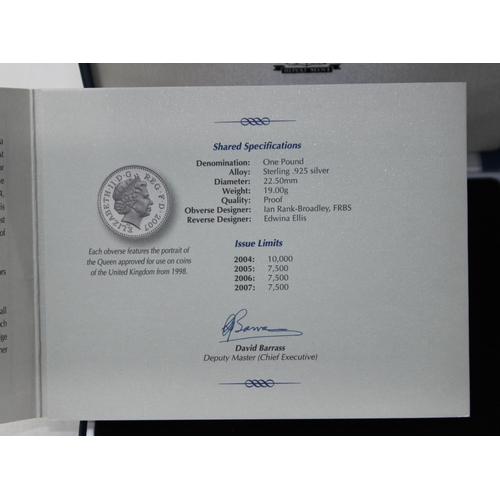 ROYAL MINT
Shared Specifications
Denomination: One Pound
Alloy: Sterling .925 silver
Diameter: 22.50mm
Weight: 19.00g
Quality: Proof
Obverse Designer: Ian Rank-Broadley, FRBS
Reverse Designer: Edwina Ellis
ELIZABETH·II·D·G REG·F·D·2007
Each obverse features the portrait of
the Queen approved for use on coins
of the United Kingdom from 1998.
Issue Limits
2004: 10,000
2005: 7,500
2006: 7,500
2007: 7,500
David Barrass
Deputy Master (Chief Executive)